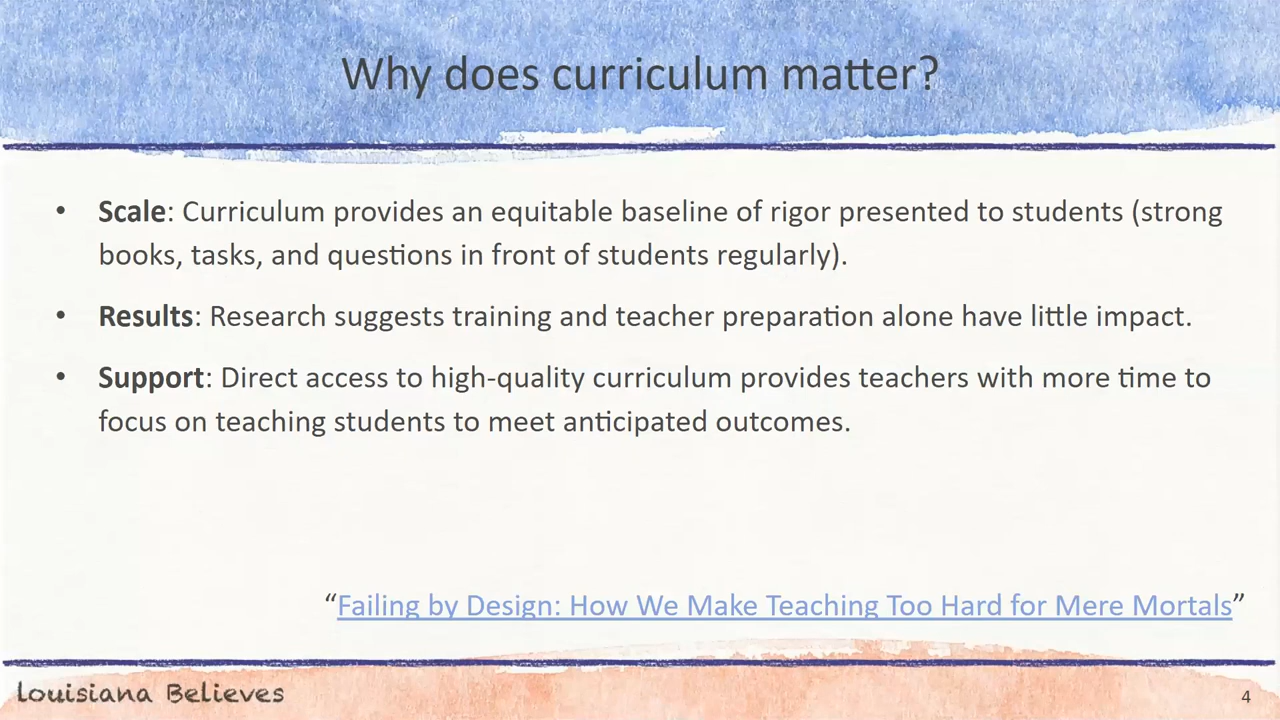 Why does curriculum matter?
• Scale: Curriculum provides an equitable baseline of rigor presented to students (strong
books, tasks, and questions in front of students regularly).
• Results: Research suggests training and teacher preparation alone have little impact.
• Support: Direct access to high-quality curriculum provides teachers with more time to
focus on teaching students to meet anticipated outcomes.
“Failing by Design: How We Make Teaching Too Hard for Mere Mortals”
Louisiana Believes
4